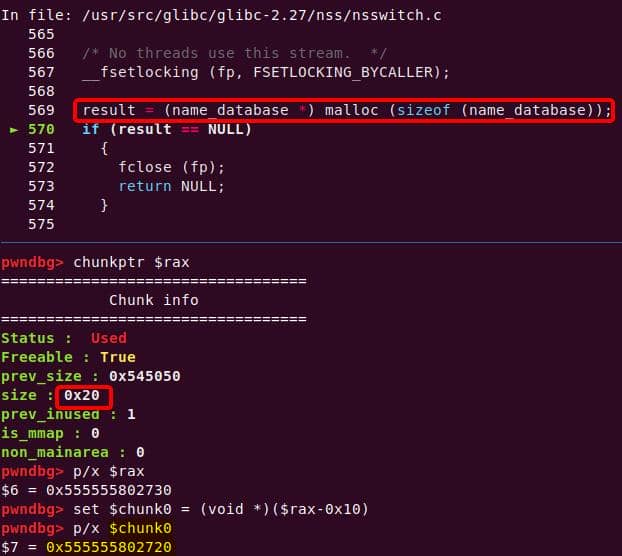 In file: /usr/src/glibc/glibc-2.27/nss/nsswitch.c
565
566 /* No threads use this stream.  */
567 __fsetlocking (fp, FSETLOCKING_BYCALLER);
568
569 result = (name_database *) malloc (sizeof (name_database));
► 570 if (result == NULL)
571 {
572 fclose (fp);
573 return NULL;
574 }
575
pwndbg> chunkptr $rax
==================================
Chunk info
==================================
Status :  Used
Freeable : True
prev_size : 0x545050
size : 0x20
prev_inused : 1
is_mmap : 0
non_mainarea : 0
pwndbg> p/x $rax
$6 = 0x555555802730
pwndbg> set $chunk0 = (void *)($rax-0x10)
pwndbg> p/x $chunk0
$7 = 0x555555802720